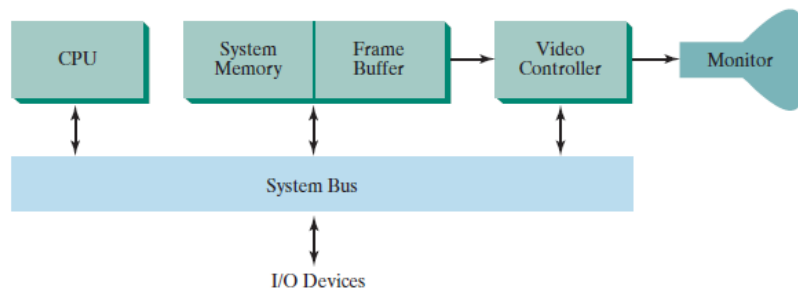 CPU
System
Memory
Frame
Buffer
Video
Controller
Monitor
System Bus
I/O Devices